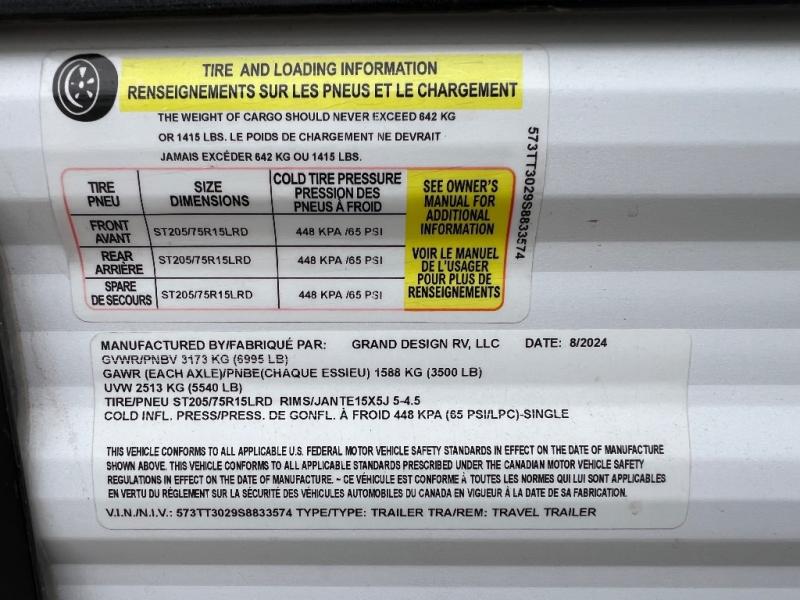 TIRE AND LOADING INFORMATION
RENSEIGNEMENTS SUR LES PNEUS ET LE CHARGEMENT
THE WEIGHT OF CARGO SHOULD NEVER EXCEED 642 KG
OR 1415 LBS. LE POIDS DE CHARGEMENT NE DEVRAIT
JAMAIS EXCÉDER 642 KG OU 1415 LBS.
TIRE PNEU
SIZE DIMENSIONS
COLD TIRE PRESSURE PRESSION DES PNEUS À FROID
FRONT AVANT ST205/75R15LRD 448 KPA /65 PSI
REAR ARRIÈRE ST205/75R15LRD 448 KPA /65 PSI
SPARE DE SECOURS ST205/75R15LRD 448 KPA /65 PSI
SEE OWNER'S
MANUAL FOR
ADDITIONAL
INFORMATION
VOIR LE MANUEL
DE L'USAGER
POUR PLUS DE
RENSEIGNEMENTS
573TT3029S8833574
MANUFACTURED BY/FABRIQUÉ PAR: GRAND DESIGN RV, LLC DATE: 8/2024
GVWR/PNBV 3173 KG (6995 LB)
GAWR (EACH AXLE)/PNBE(CHAQUE ESSIEU) 1588 KG (3500 LB)
UVW 2513 KG (5540 LB)
TIRE/PNEU ST205/75R15LRD RIMS/JANTE15X5J 5-4.5
COLD INFL. PRESS/PRESS. DE GONFL. À FROID 448 KPA (65 PSI/LPC)-SINGLE
THIS VEHICLE CONFORMS TO ALL APPLICABLE U.S. FEDERAL MOTOR VEHICLE SAFETY STANDARDS IN EFFECT ON THE DATE OF MANUFACTURE
SHOWN ABOVE. THIS VEHICLE CONFORMS TO ALL APPLICABLE STANDARDS PRESCRIBED UNDER THE CANADIAN MOTOR VEHICLE SAFETY
REGULATIONS IN EFFECT ON THE DATE OF MANUFACTURE. ~ CE VÉHICULE EST CONFORME À TOUTES LES NORMES QUI LUI SONT APPLICABLES
EN VERTU DU RÉGLEMENT SUR LA SÉCURITÉ DES VÉHICULES AUTOMOBILES DU CANADA EN VIGUEUR À LA DATE DE SA FABRICATION.
V.I.N./N.I.V.: 573TT3029S8833574 TYPE/TYPE: TRAILER TRA/REM: TRAVEL TRAILER